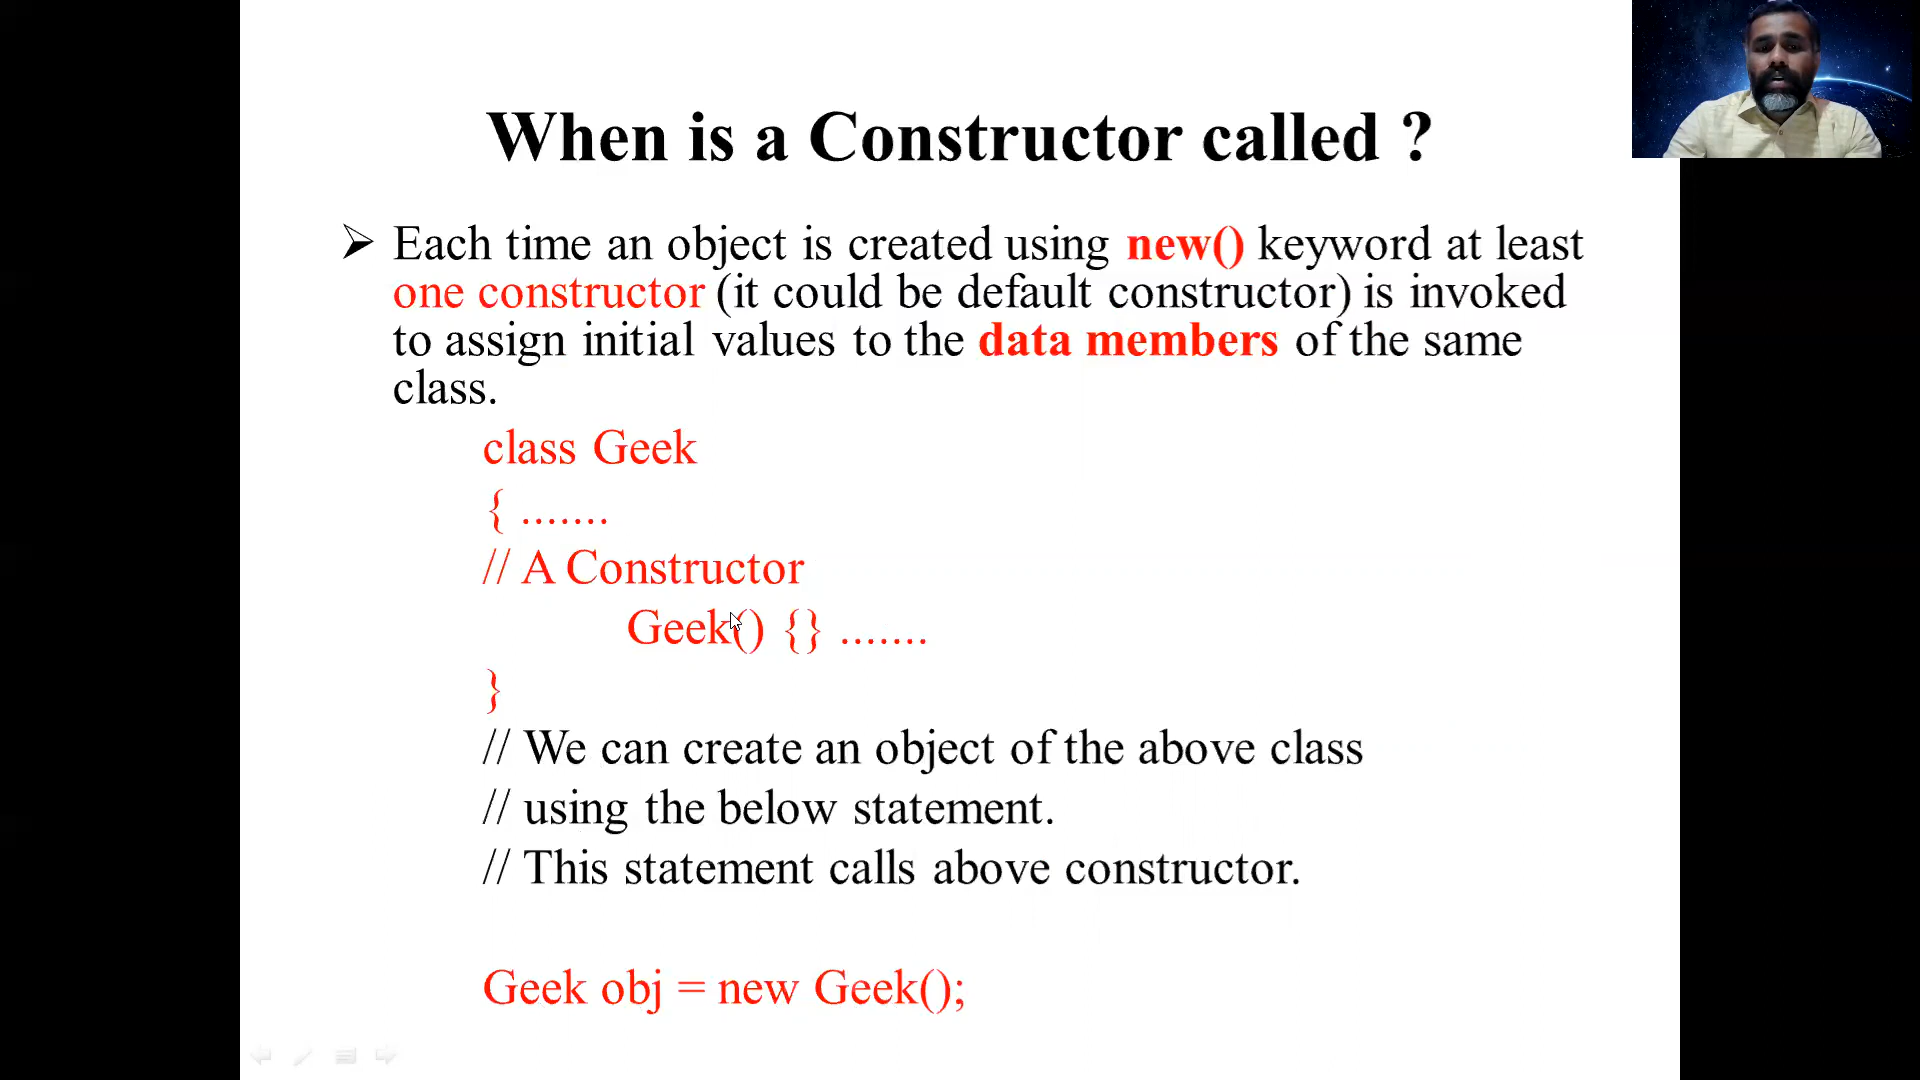 When is a Constructor called ?
➢ Each time an object is created using new() keyword at least
one constructor (it could be default constructor) is invoked
to assign initial values to the data members of the same
class.
class Geek
{ .......
// A Constructor
Geek() {} .......
}
// We can create an object of the above class
// using the below statement.
// This statement calls above constructor.
Geek obj = new Geek();